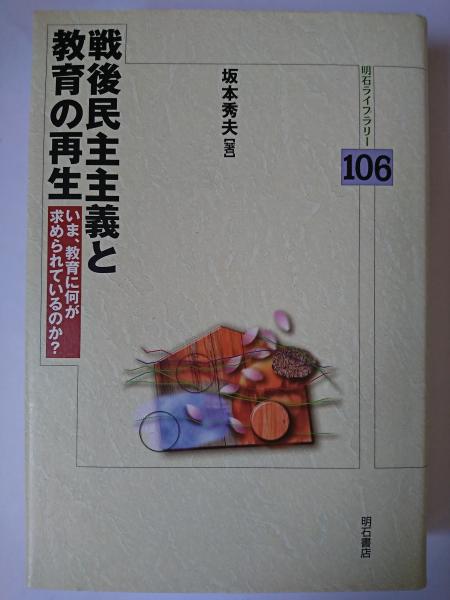 戦後民主主義と
教育の再生
いま、教育に何が
求められているのか?
坂本秀夫[著]
明石ライブラリー
106
明石書店